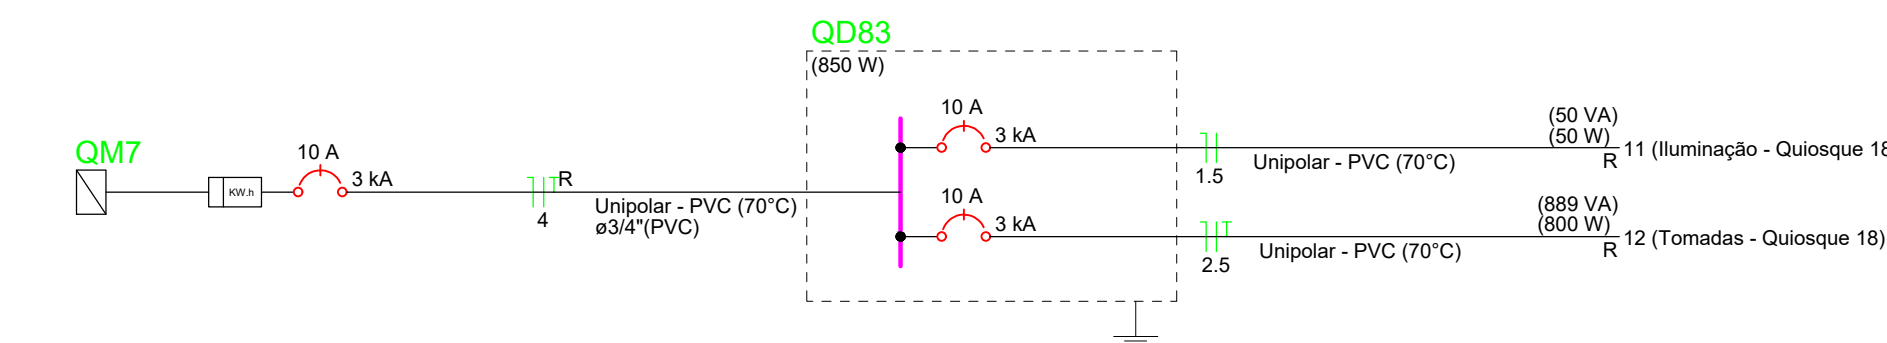 QD83
(850 W)
QM7
KW.h
10 A
3 kA
R
4
Unipolar - PVC (70°C)
ø3/4"(PVC)
10 A
3 kA
1.5
Unipolar - PVC (70°C)
(50 VA)
(50 W)
R
11 (Iluminação - Quiosque 18
10 A
3 kA
2.5
Unipolar - PVC (70°C)
(889 VA)
(800 W)
R
12 (Tomadas - Quiosque 18)